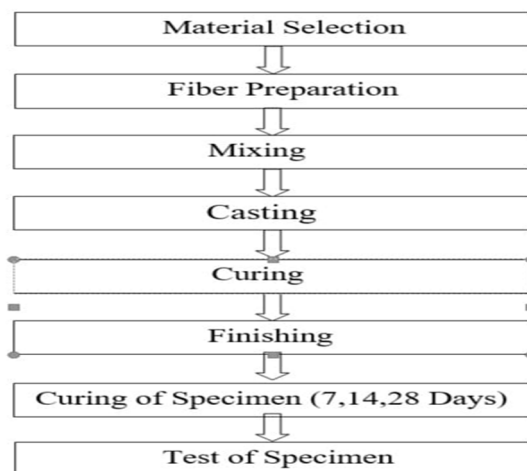 Material Selection
Fiber Preparation
Mixing
Casting
Curing
Finishing
Curing of Specimen (7,14,28 Days)
Test of Specimen